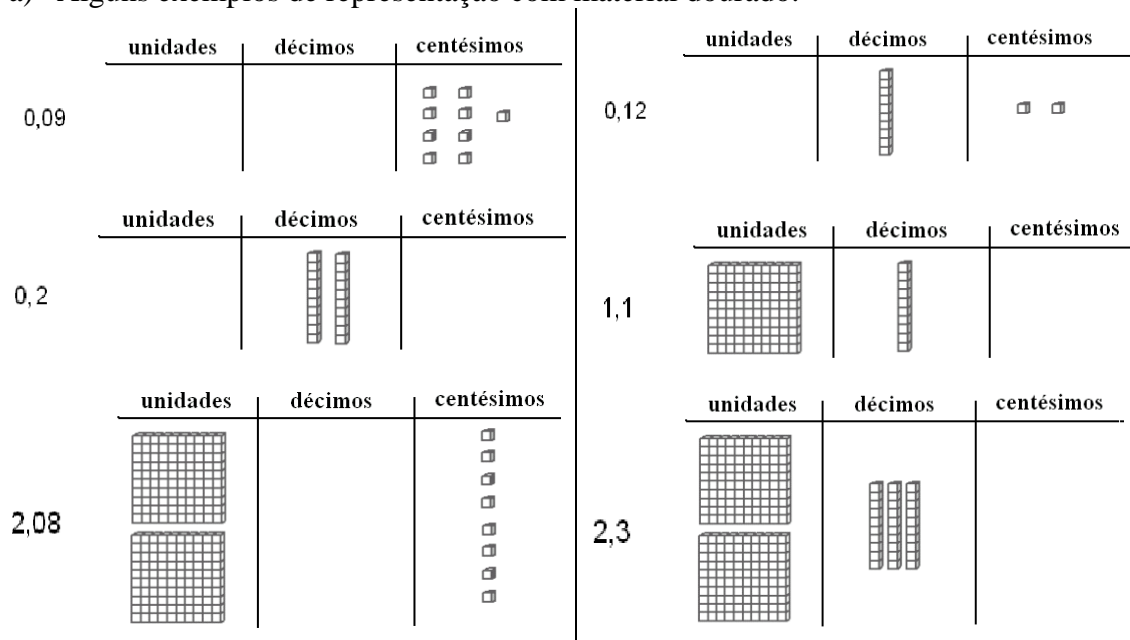 a) Alguns exemplos de representação com material dourado:
unidades décimos centésimos
0,09
unidades décimos centésimos
0,2
unidades décimos centésimos
2,08
unidades décimos centésimos
0,12
unidades décimos centésimos
1,1
unidades décimos centésimos
2,3